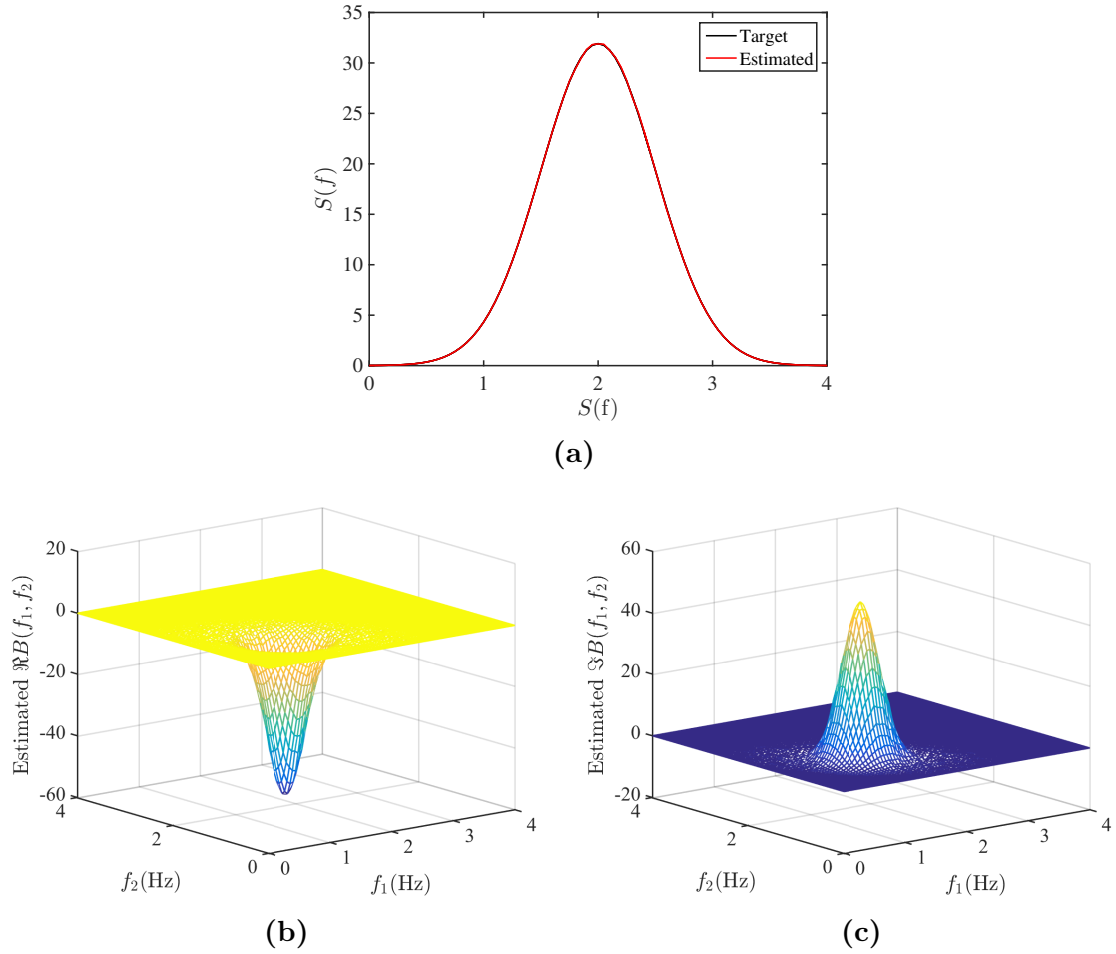 (a)
35
30
25
20
15
10
5
0
S(f)
Target
Estimated
0 1 2 3 4
S(f)
(a)
20
0
-20
-40
-60
Estimated ℜB(f₁, f₂)
4 2 0
f₂(Hz)
0 1 2 3 4
f₁(Hz)
(b)
60
40
20
0
-20
Estimated ℑB(f₁, f₂)
4 2 0
f₂(Hz)
0 1 2 3 4
f₁(Hz)
(c)